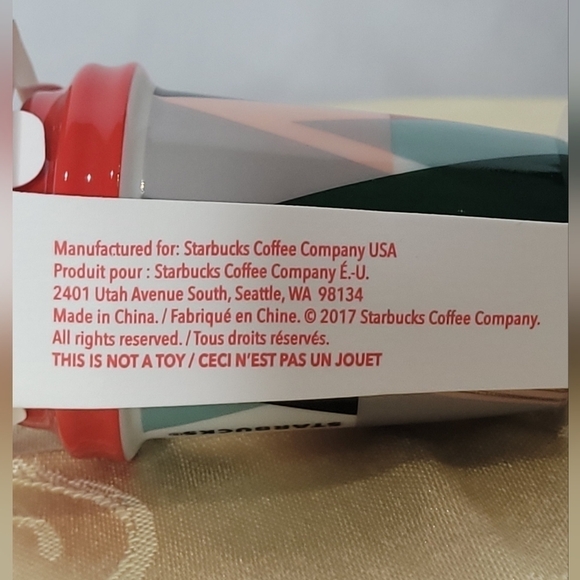 Manufactured for: Starbucks Coffee Company USA
Produit pour : Starbucks Coffee Company É.-U.
2401 Utah Avenue South, Seattle, WA 98134
Made in China. / Fabriqué en Chine. © 2017 Starbucks Coffee Company.
All rights reserved. / Tous droits réservés.
THIS IS NOT A TOY / CECI N'EST PAS UN JOUET
STARBUCKS